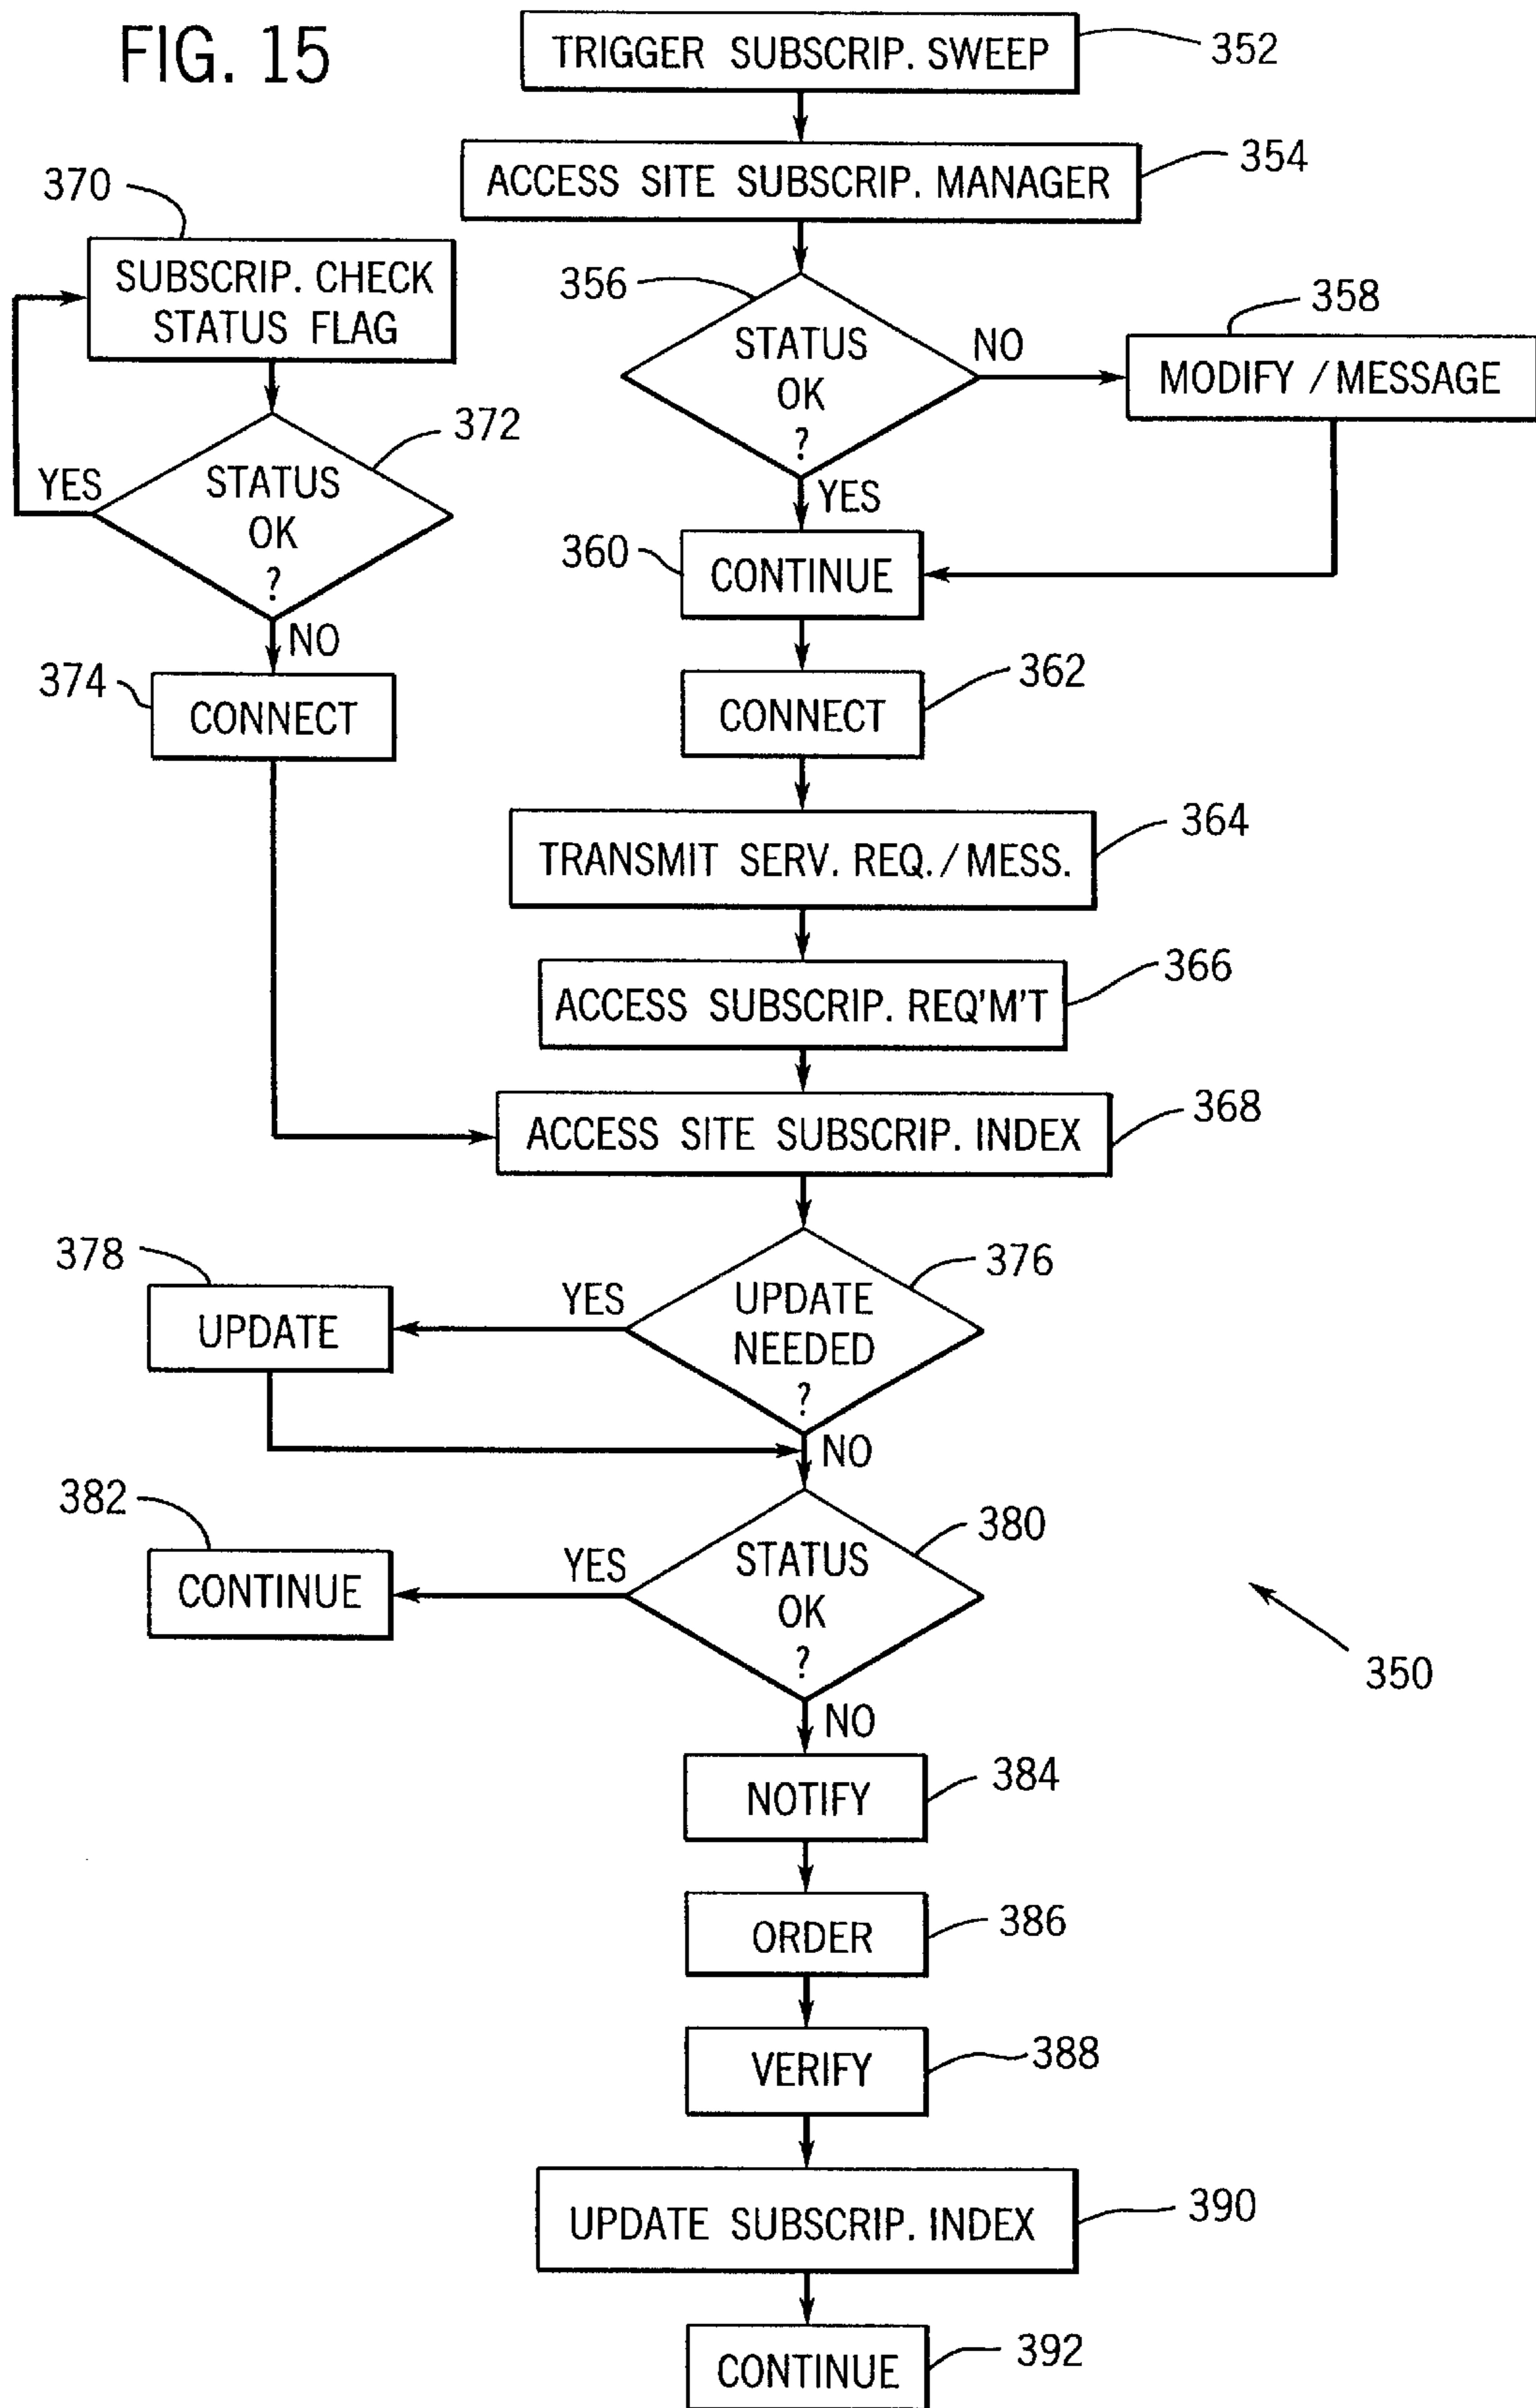 FIG. 15
TRIGGER SUBSCRIP. SWEEP
352
ACCESS SITE SUBSCRIP. MANAGER
354
370
SUBSCRIP. CHECK
STATUS FLAG
356
STATUS
OK
?
NO
358
MODIFY / MESSAGE
372
STATUS
OK
?
YES
YES
360
CONTINUE
NO
374
CONNECT
362
CONNECT
364
TRANSMIT SERV. REQ. / MESS.
366
ACCESS SUBSCRIP. REQ'M'T
368
ACCESS SITE SUBSCRIP. INDEX
378
UPDATE
YES
376
UPDATE
NEEDED
?
NO
382
CONTINUE
YES
380
STATUS
OK
?
350
NO
NOTIFY
384
ORDER
386
VERIFY
388
UPDATE SUBSCRIP. INDEX
390
CONTINUE
392